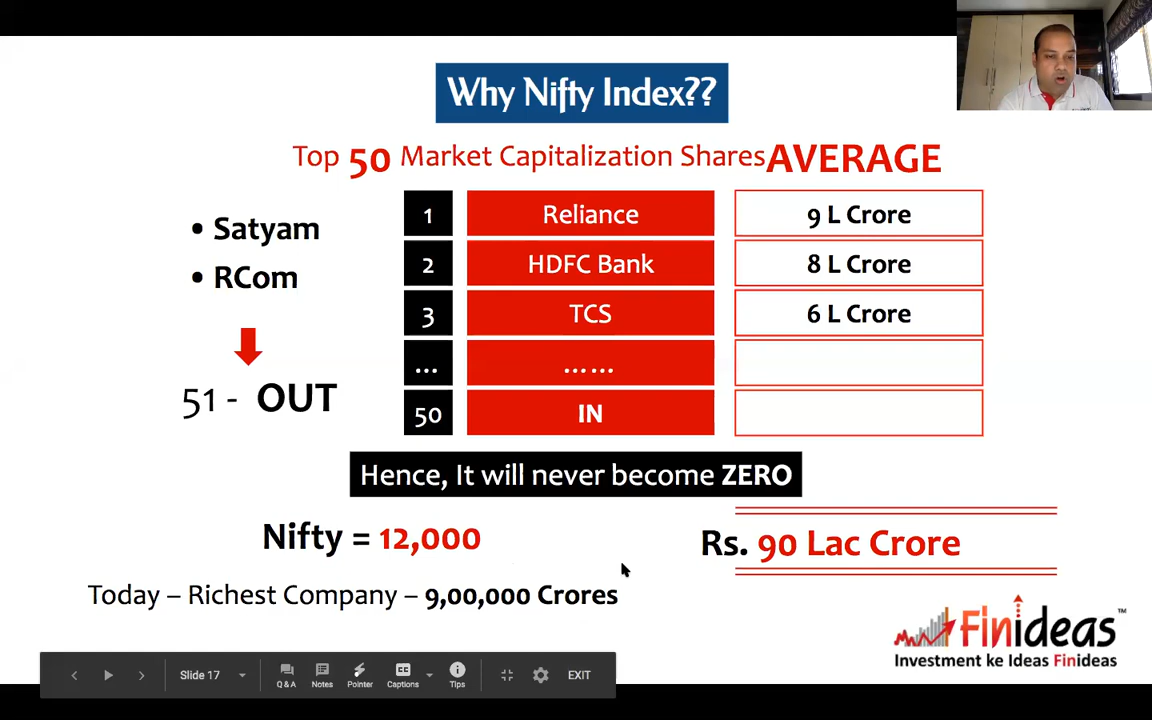 Why Nifty Index??
Top 50 Market Capitalization Shares AVERAGE
• Satyam
• RCom
51 - OUT
1 Reliance 9 L Crore
2 HDFC Bank 8 L Crore
3 TCS 6 L Crore
... ......
50 IN
Hence, It will never become ZERO
Nifty = 12,000
Rs. 90 Lac Crore
Today – Richest Company – 9,00,000 Crores
Finideas™
Investment ke Ideas Finideas
Slide 17
Q & A
Notes
Pointer
CC
Captions
Tips
EXIT